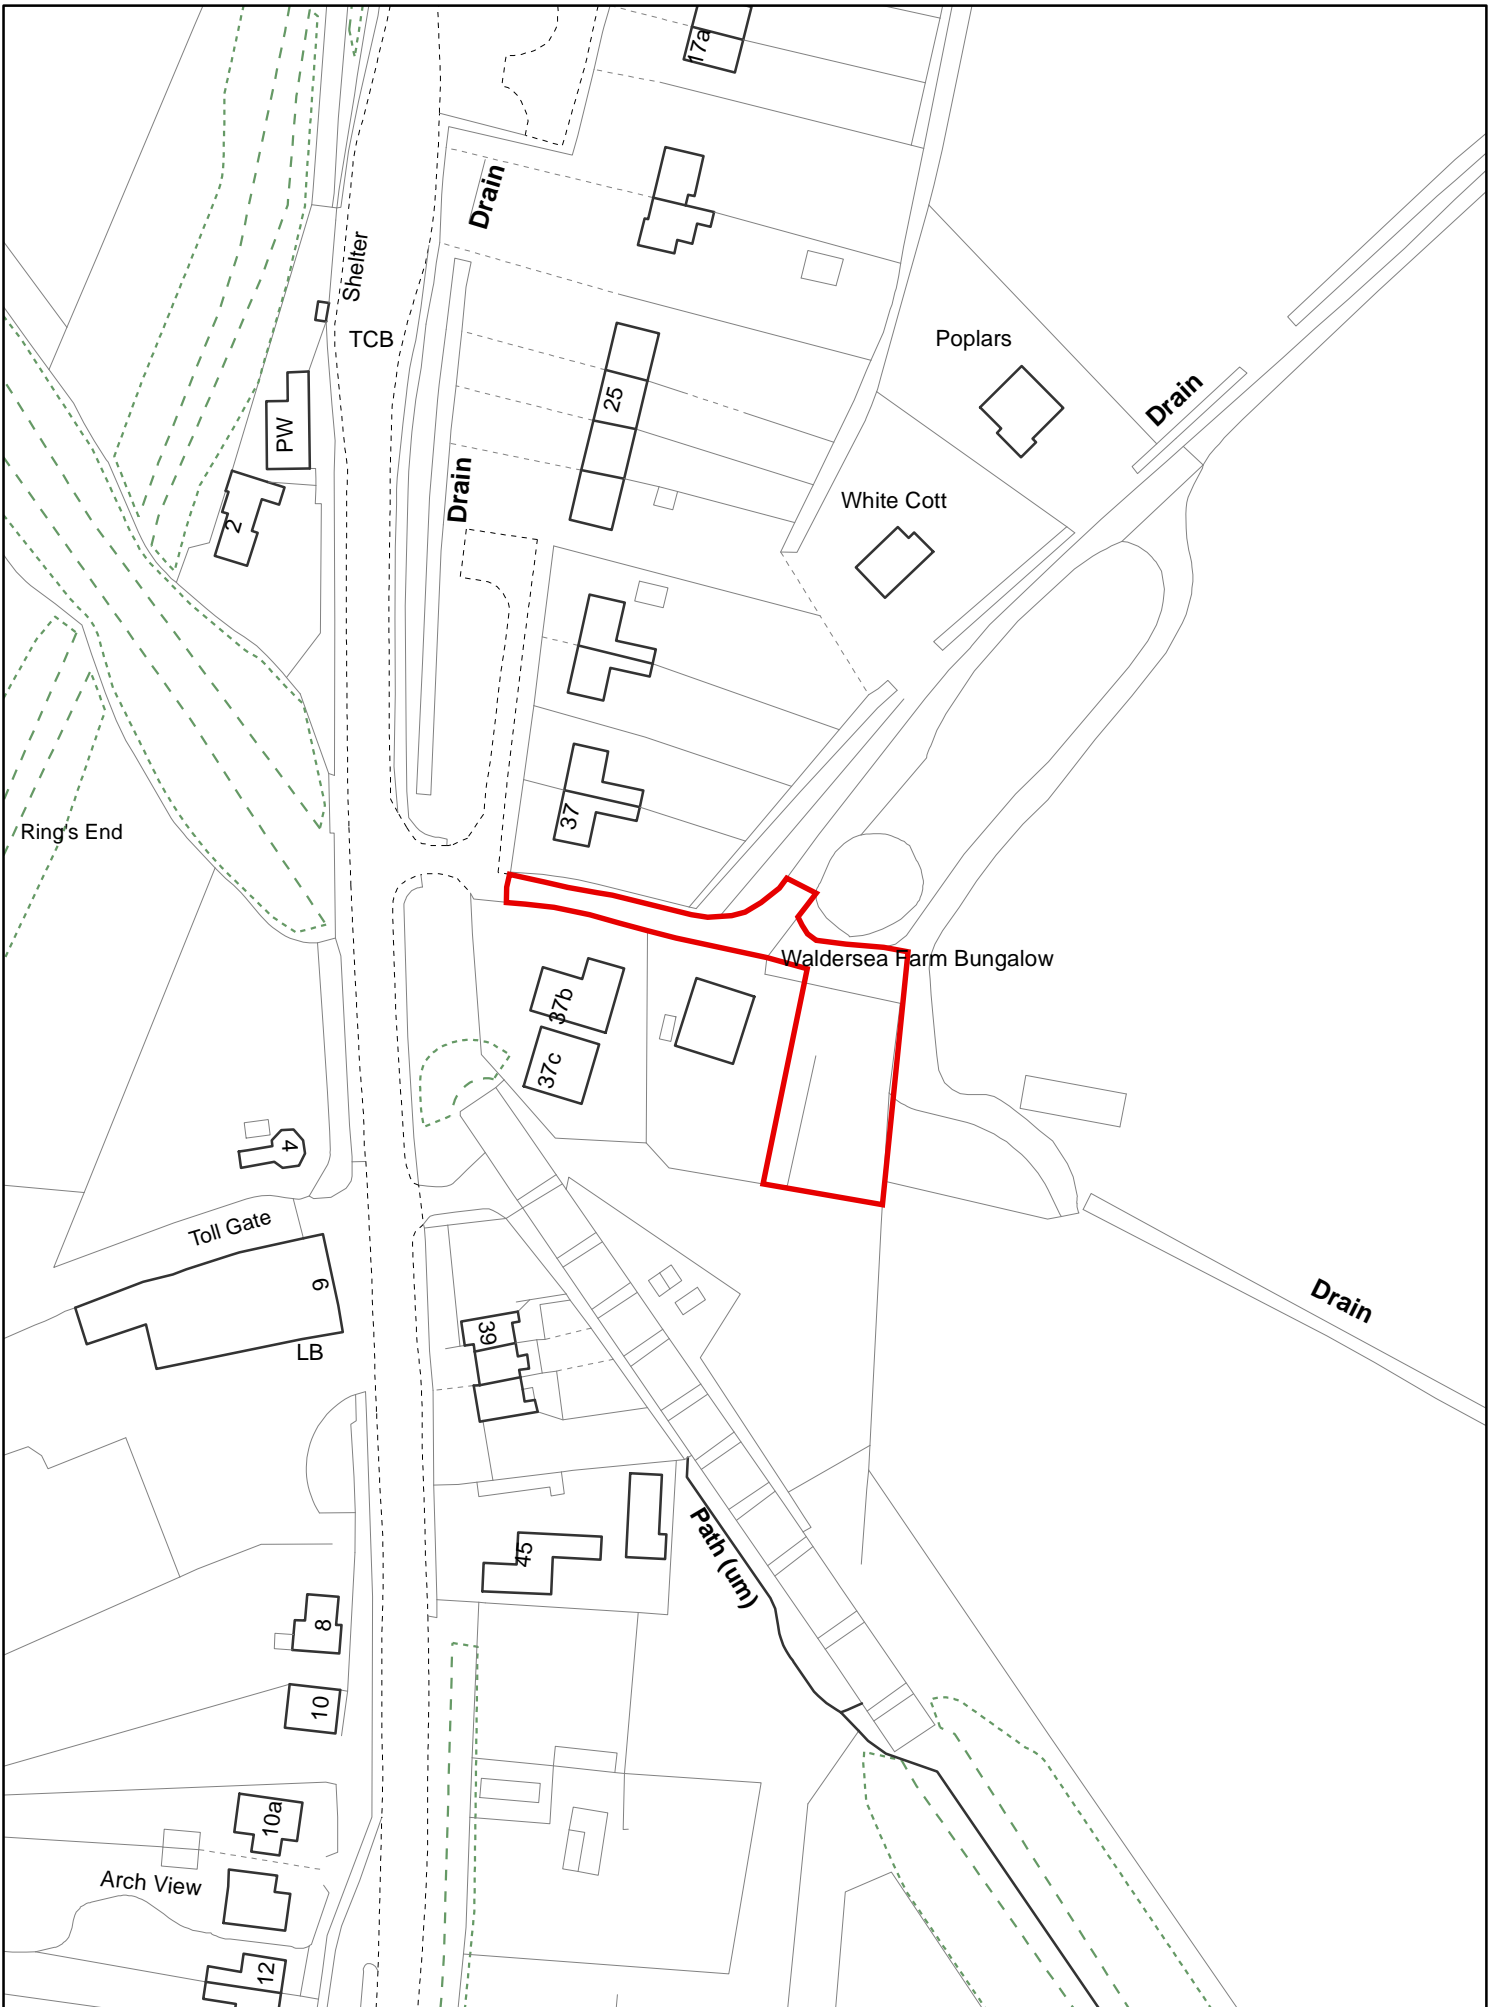 17a
Drain
Shelter
TCB
Poplars
Drain
25
PW
Drain
White Cott
2
37
Ring's End
Waldersea Farm Bungalow
37b
37c
4
Toll Gate
6
Drain
39
LB
45
Path (um)
8
10
10a
Arch View
12